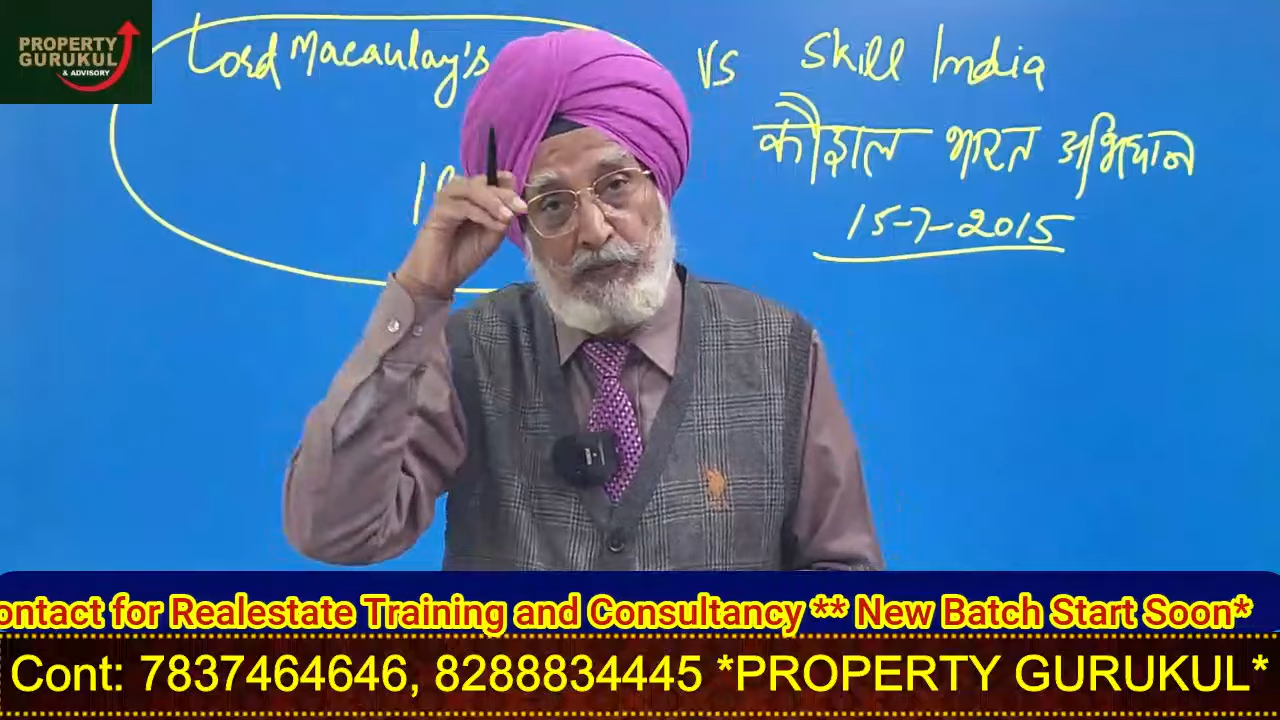 PROPERTY
GURUKUL
& ADVISORY
Lord Macaulay's
VS
Skill India
कौशल भारत अभियान
15-7-2015
ontact for Realestate Training and Consultancy ** New Batch Start Soon*
Cont: 7837464646, 8288834445 *PROPERTY GURUKUL*